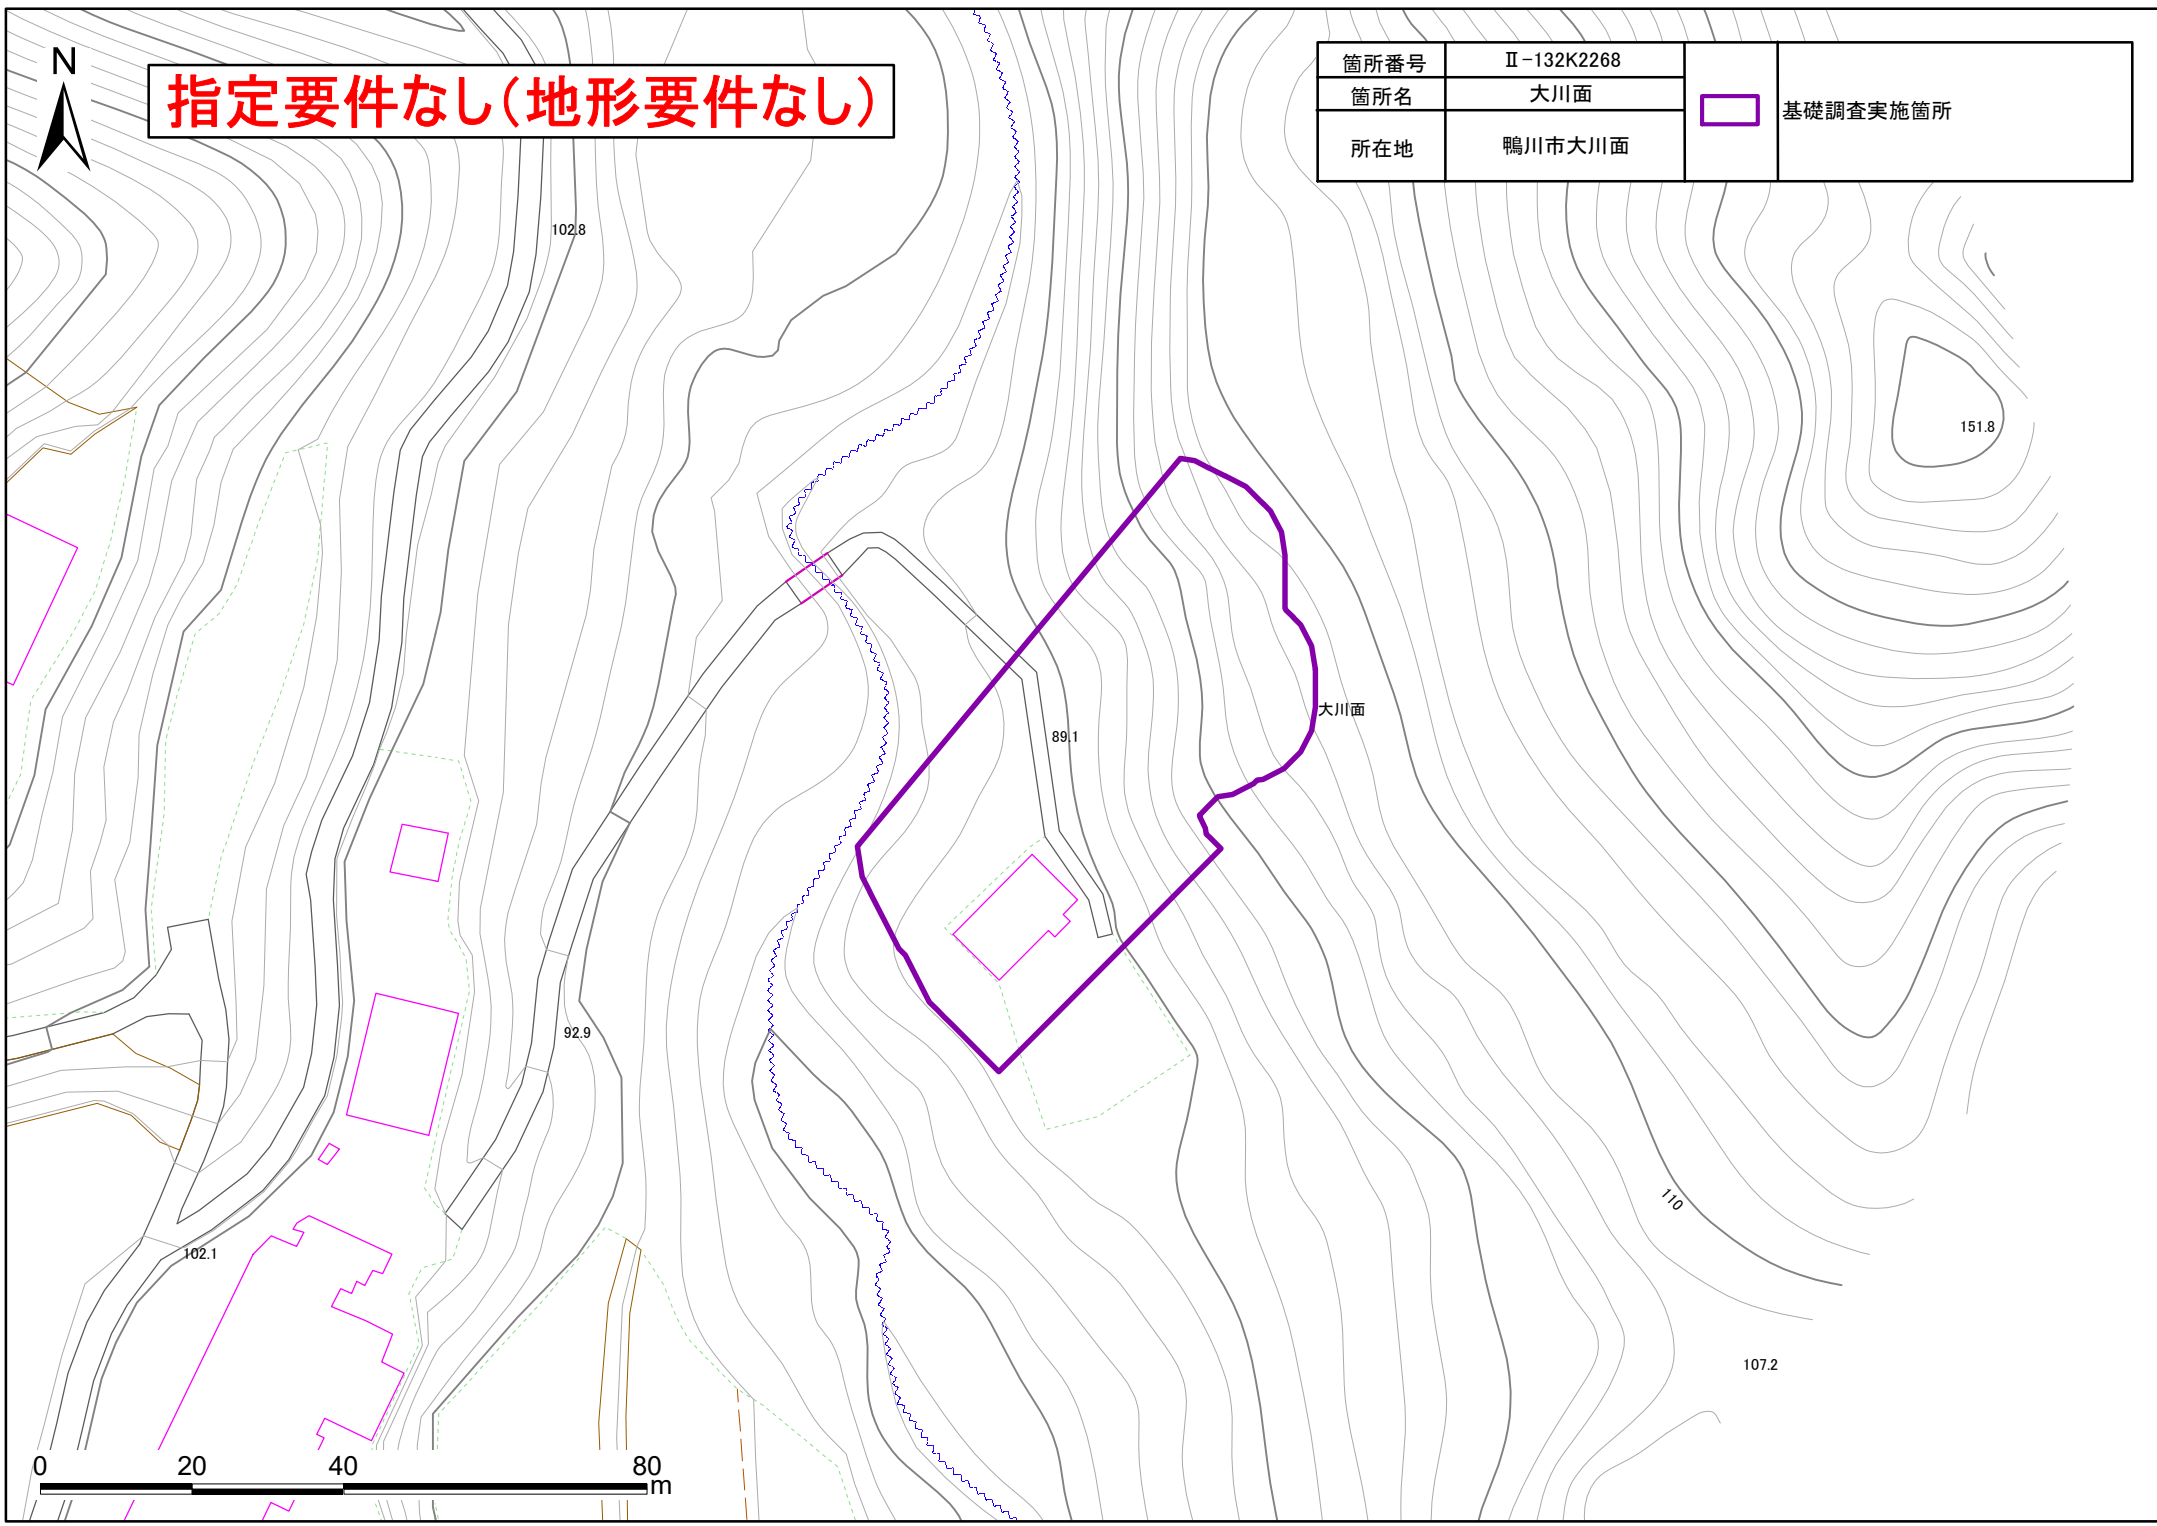 N
指定要件なし(地形要件なし)
箇所番号 Ⅱ-132K2268
箇所名 大川面
所在地 鴨川市大川面
基礎調査実施箇所
102.8
151.8
大川面
89.1
92.9
110
102.1
107.2
0 20 40 80
m